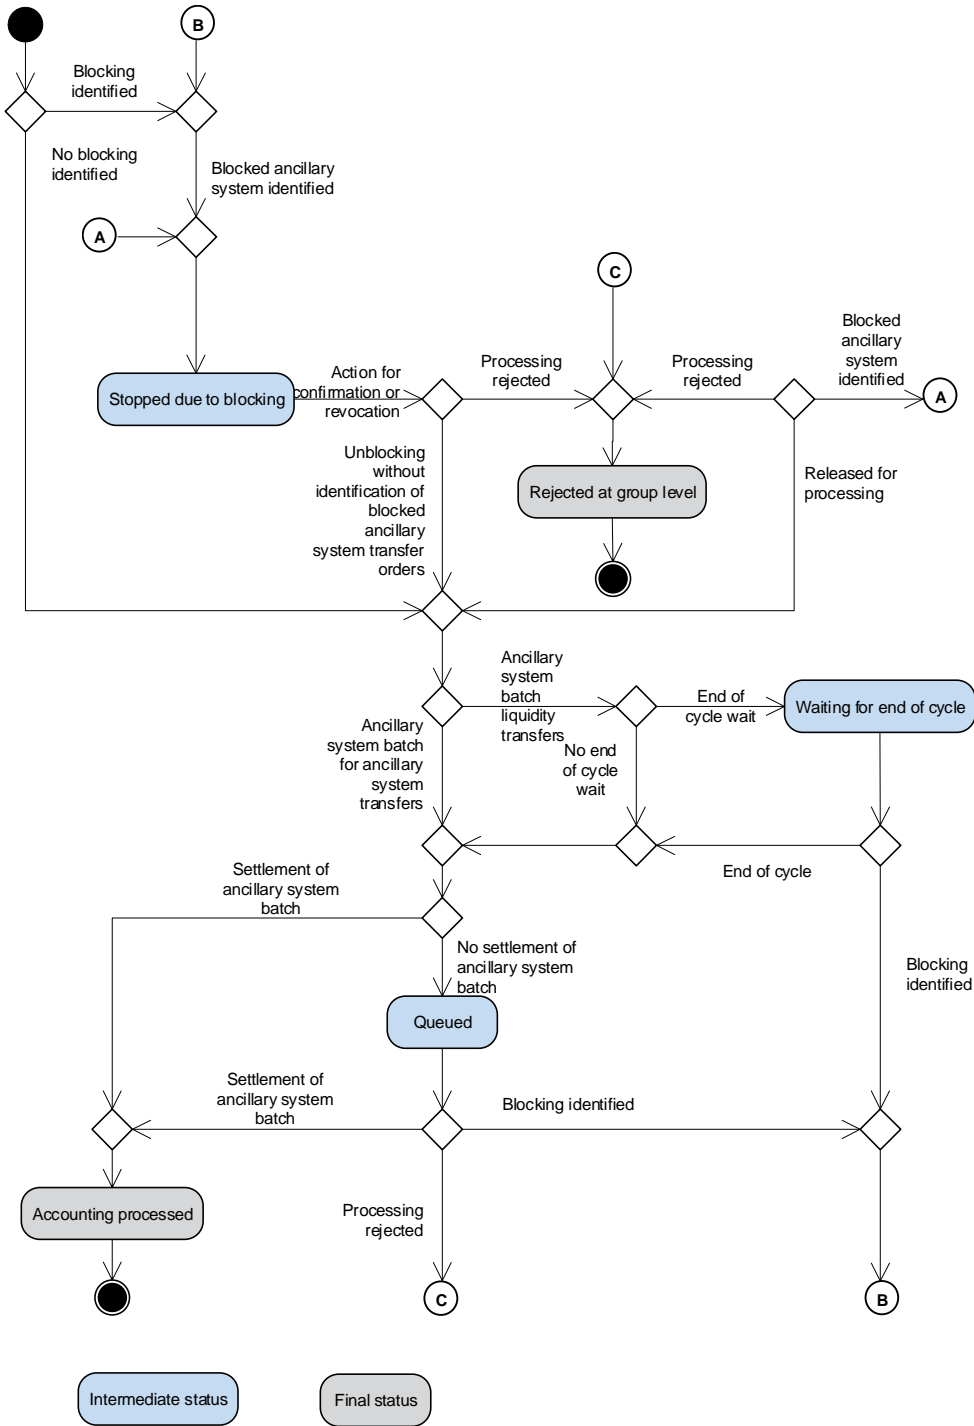 B
Blocking
identified
No blocking
identified
Blocked ancillary
system identified
A
C
Blocked
ancillary
system
identified
Processing
rejected
Processing
rejected
Action for
confirmation or
revocation
Stopped due to blocking
A
Unblocking
without
identification of
blocked
ancillary
system transfer
orders
Rejected at group level
Released for
processing
Ancillary
system
batch
liquidity
transfers
End of
cycle wait
Waiting for end of cycle
Ancillary
system batch
for ancillary
system
transfers
No end
of cycle
wait
End of cycle
Settlement of
ancillary system
batch
No settlement of
ancillary system
batch
Blocking
identified
Queued
Settlement of
ancillary system
batch
Blocking identified
Accounting processed
Processing
rejected
C
B
Intermediate status
Final status